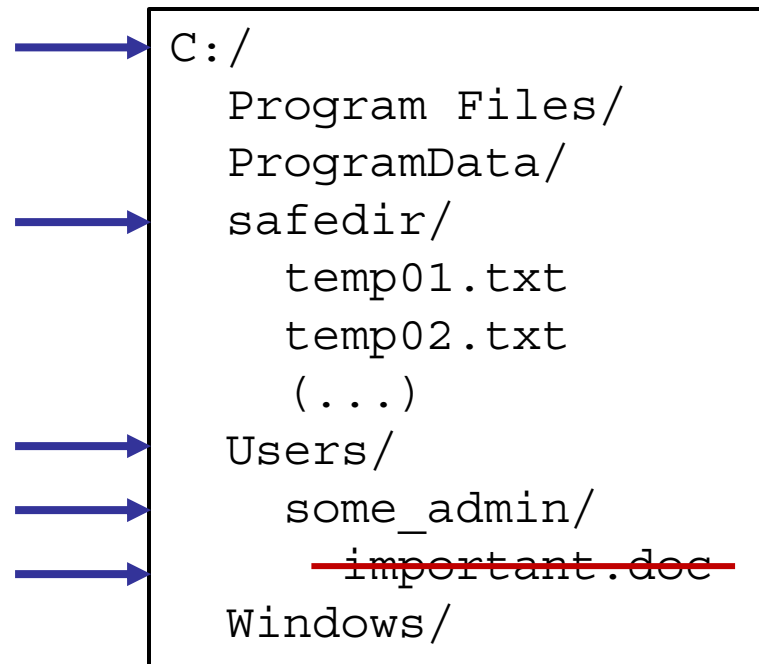 C:/
Program Files/
ProgramData/
safedir/
temp01.txt
temp02.txt
(...)
Users/
some_admin/
important.doc
Windows/